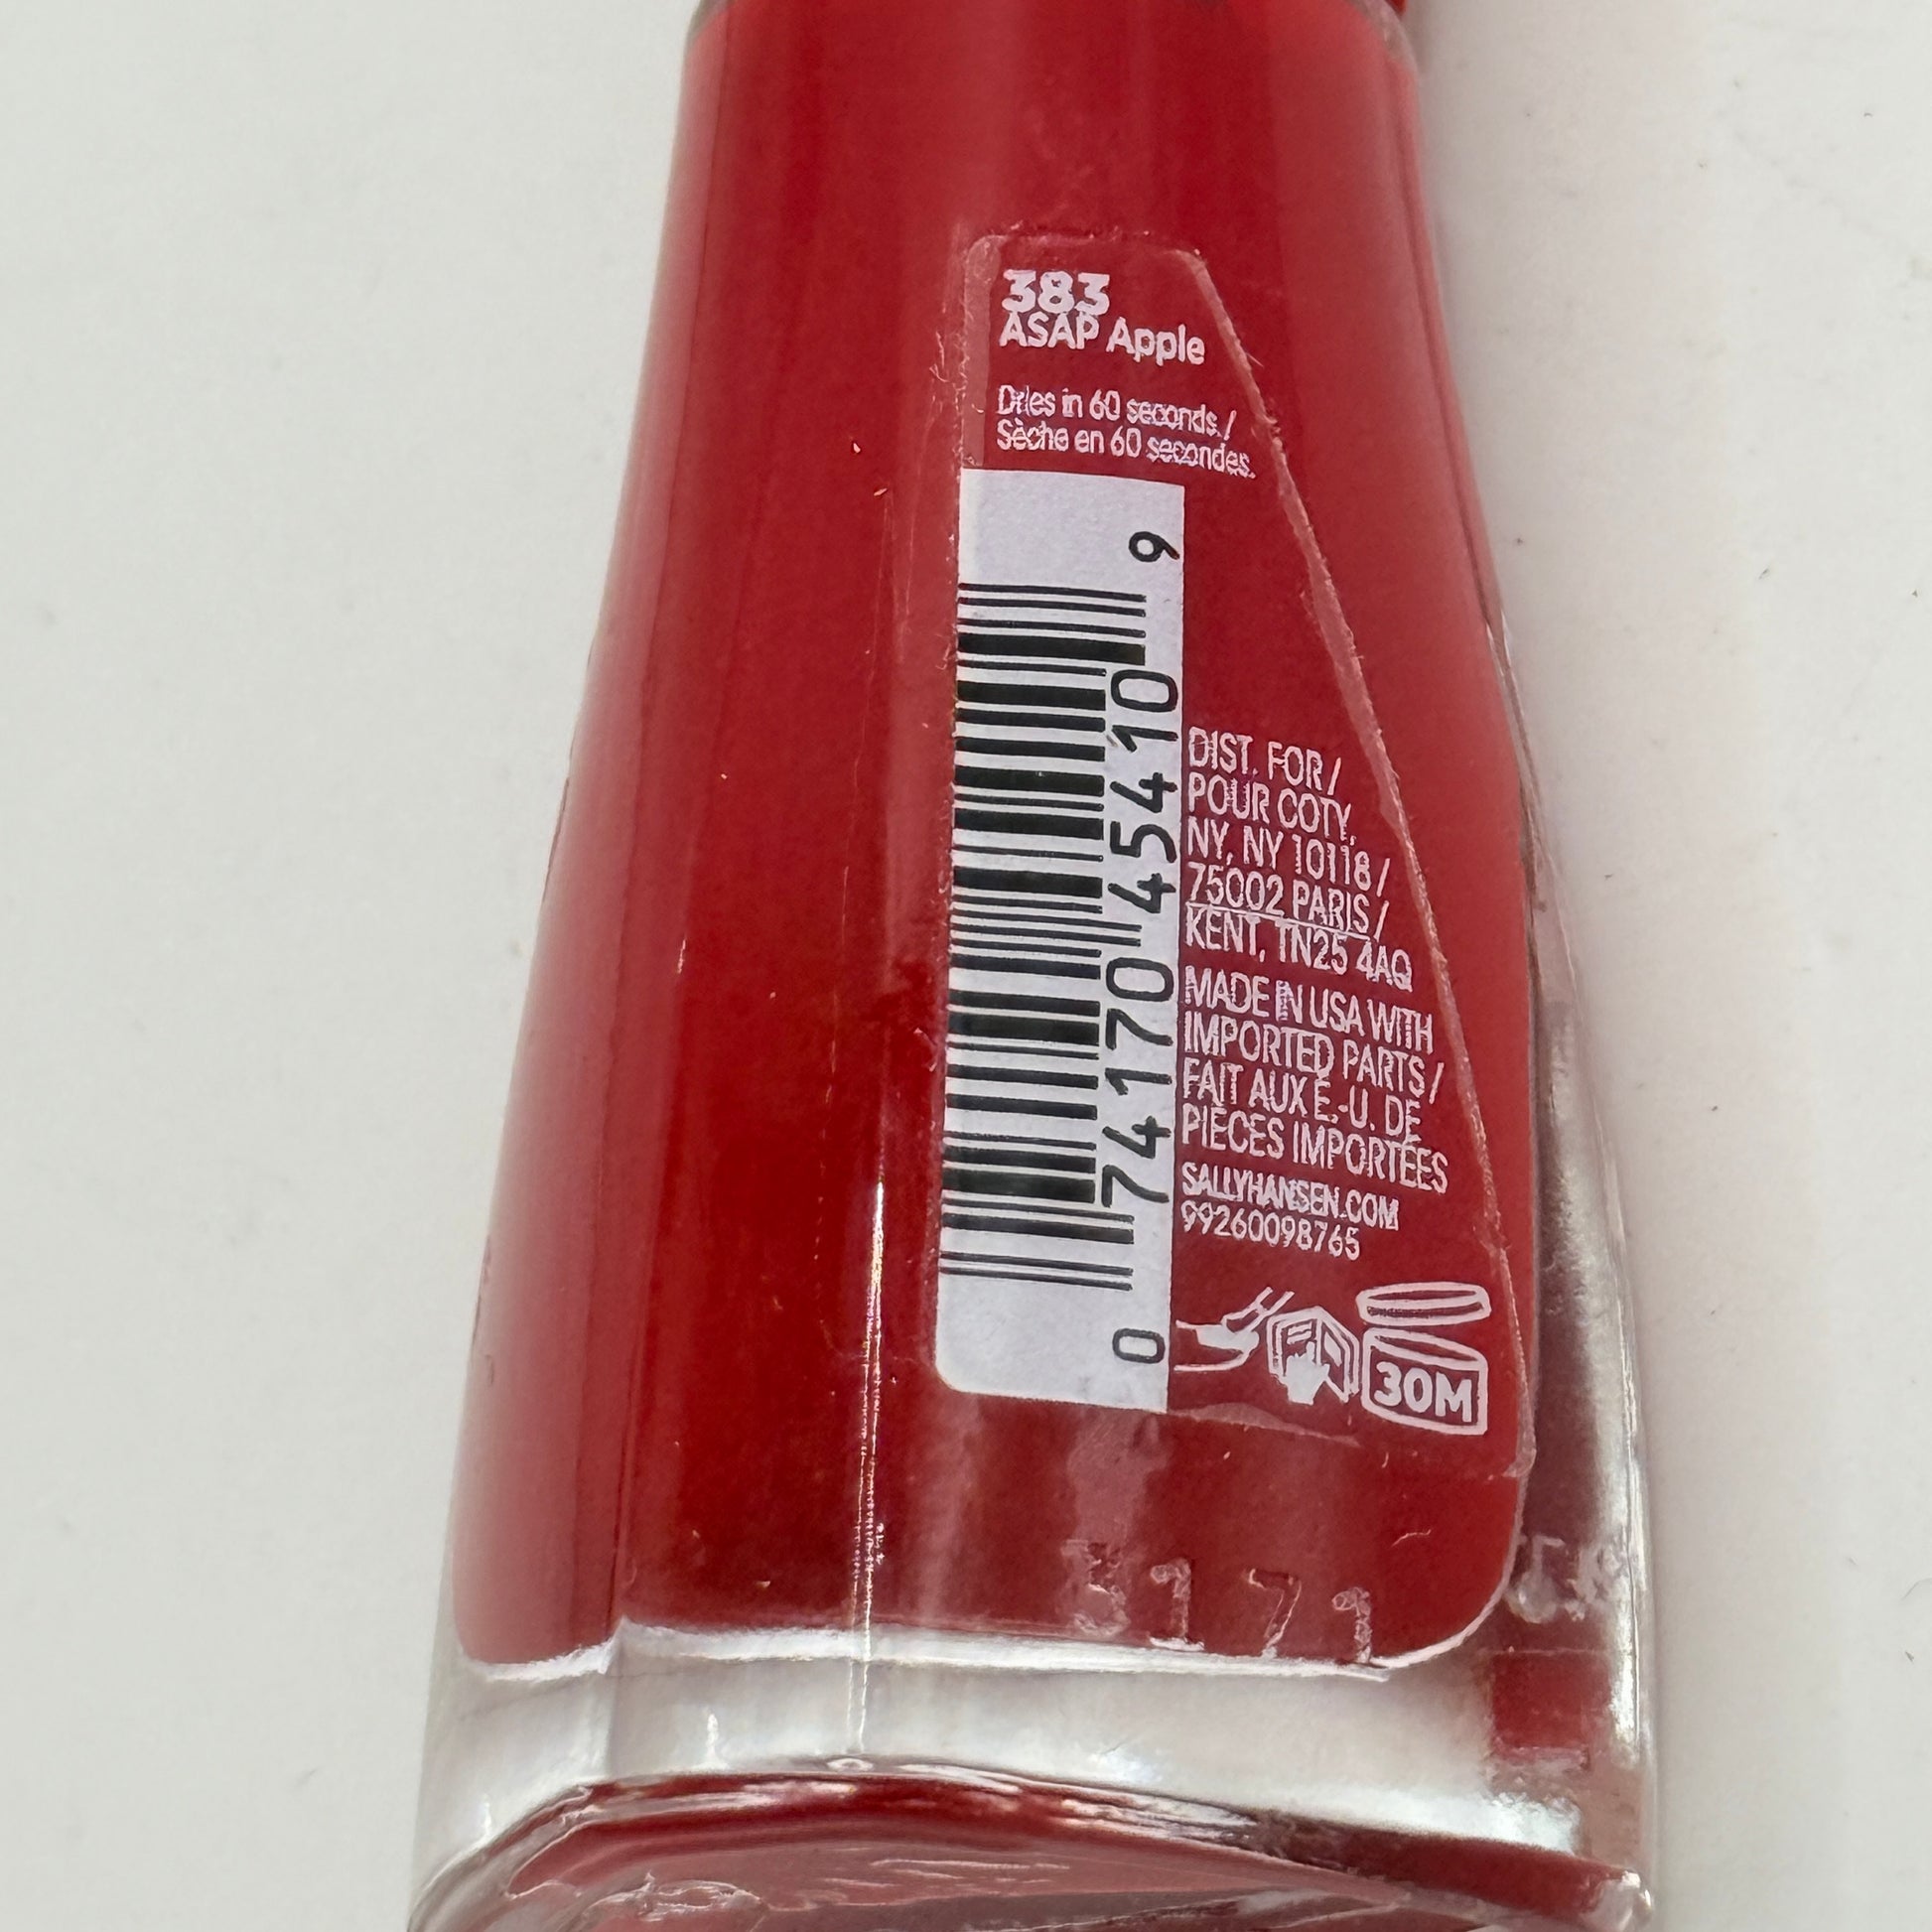 383
ASAP Apple
Dries in 60 seconds. /
Sèche en 60 secondes.
0 74170 45410 9
DIST. FOR /
POUR COTY,
NY, NY 10118 /
75002 PARIS /
KENT, TN25 4AQ
MADE IN USA WITH
IMPORTED PARTS /
FAIT AUX É.-U. DE
PIÈCES IMPORTÉES
SALLYHANSEN.COM
99260098765
30M
3171